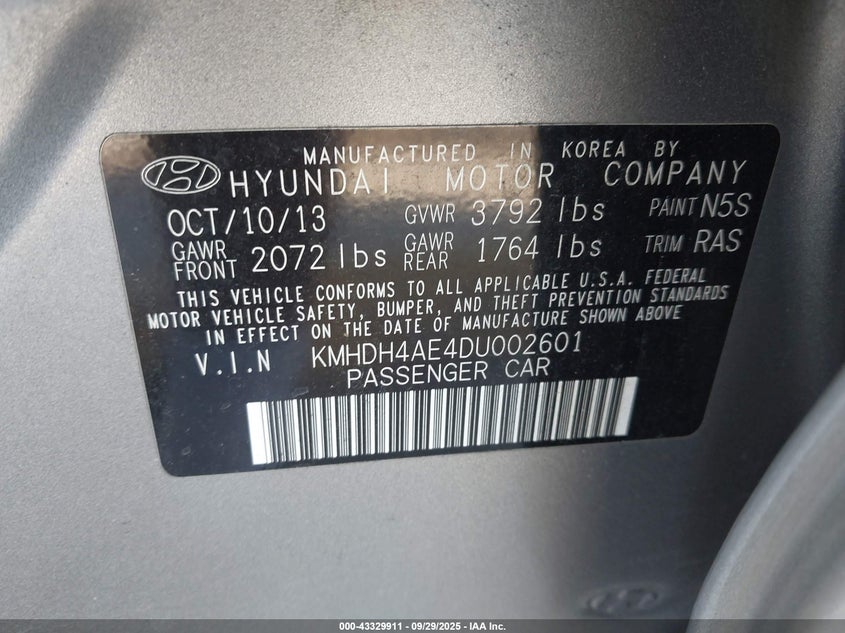 MANUFACTURED IN KOREA BY
HYUNDAI MOTOR COMPANY
OCT/10/13 GVWR 3792 lbs PAINT N5S
GAWR FRONT 2072 lbs GAWR REAR 1764 lbs TRIM RAS
THIS VEHICLE CONFORMS TO ALL APPLICABLE U.S.A. FEDERAL
MOTOR VEHICLE SAFETY, BUMPER, AND THEFT PREVENTION STANDARDS
IN EFFECT ON THE DATE OF MANUFACTURE SHOWN ABOVE
V.I.N KMHDH4AE4DU002601
PASSENGER CAR
000-43329911 - 09/29/2025 - IAA Inc.